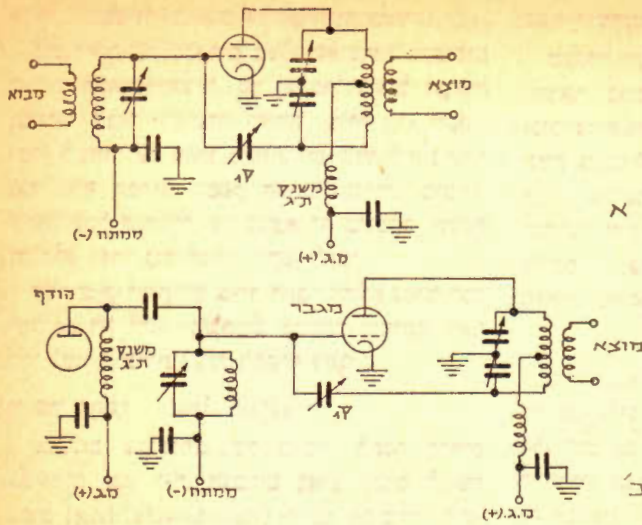 מוצא
מבוא
ק1
משנק
ת״ג
ממתח (-)
מ.ג. (+)
א
הודף
מגבר
משנק
ת״ג
מוצא
ק1
ממתח (-)
מ.ג. (+)
מ.ג. (+)
ב